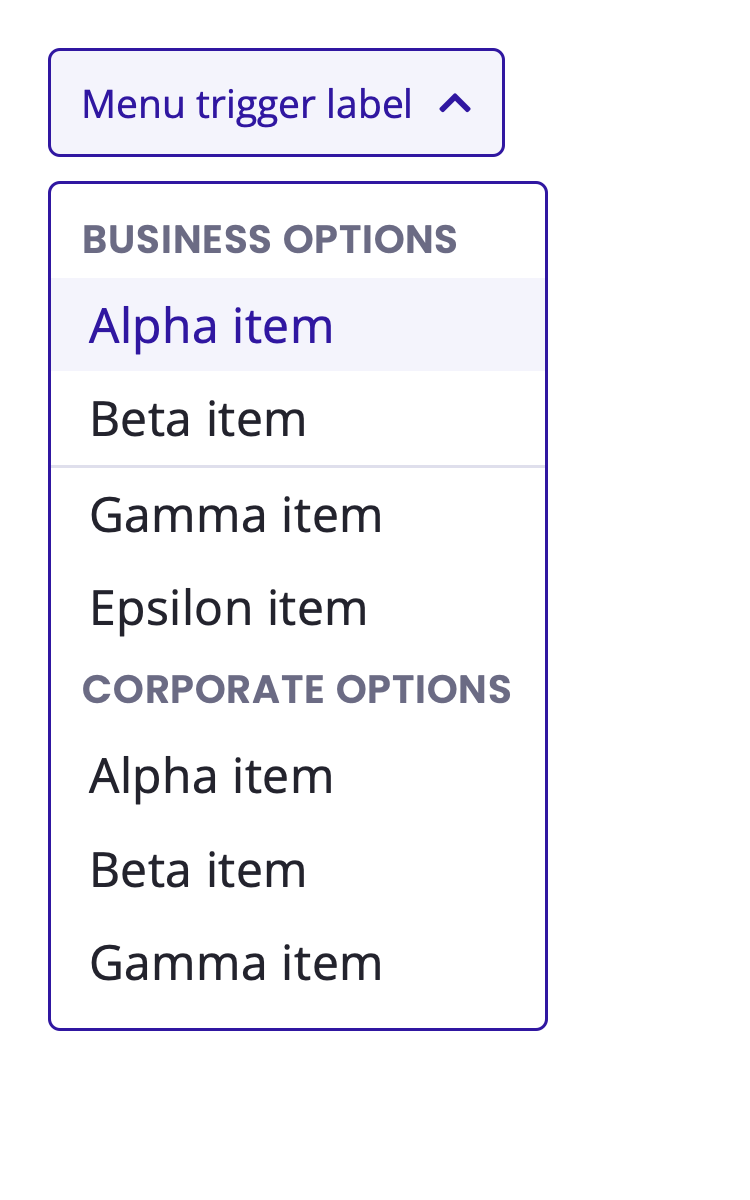 Menu trigger label
BUSINESS OPTIONS
Alpha item
Beta item
Gamma item
Epsilon item
CORPORATE OPTIONS
Alpha item
Beta item
Gamma item